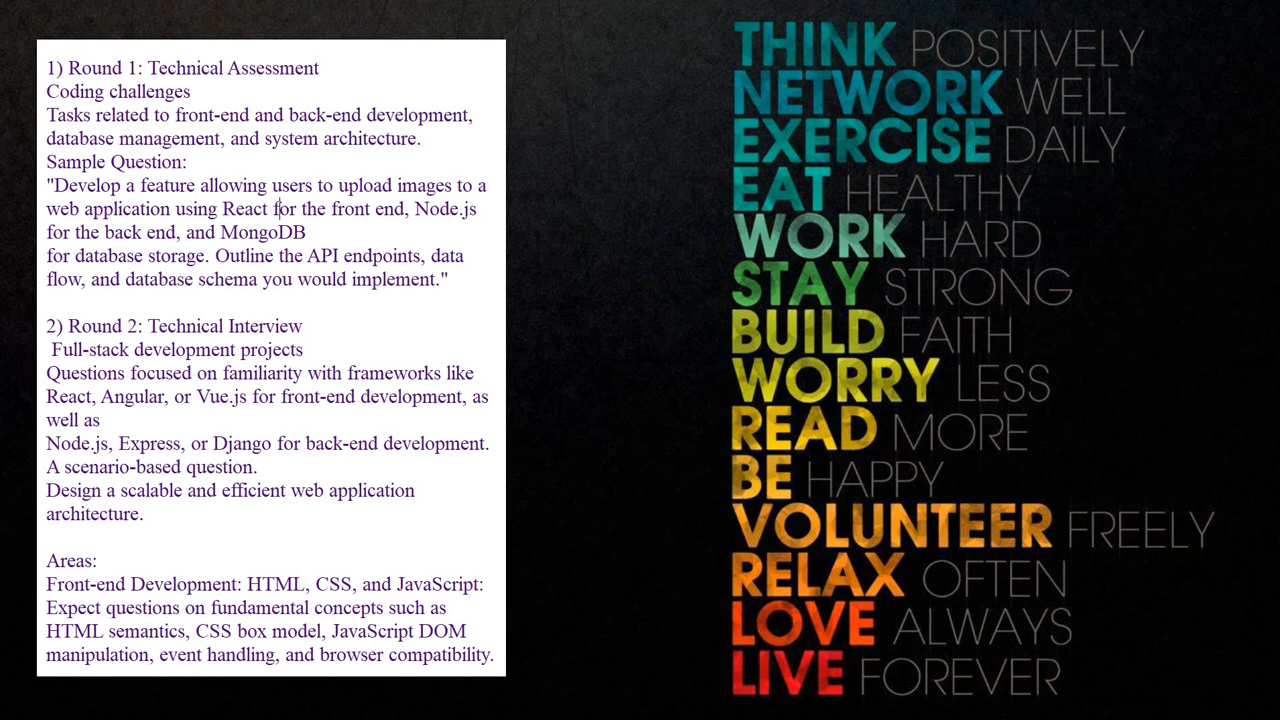 1) Round 1: Technical Assessment
Coding challenges
Tasks related to front-end and back-end development,
database management, and system architecture.
Sample Question:
"Develop a feature allowing users to upload images to a
web application using React for the front end, Node.js
for the back end, and MongoDB
for database storage. Outline the API endpoints, data
flow, and database schema you would implement."
2) Round 2: Technical Interview
Full-stack development projects
Questions focused on familiarity with frameworks like
React, Angular, or Vue.js for front-end development, as
well as
Node.js, Express, or Django for back-end development.
A scenario-based question.
Design a scalable and efficient web application
architecture.
Areas:
Front-end Development: HTML, CSS, and JavaScript:
Expect questions on fundamental concepts such as
HTML semantics, CSS box model, JavaScript DOM
manipulation, event handling, and browser compatibility.
THINK POSITIVELY
NETWORK WELL
EXERCISE DAILY
EAT HEALTHY
WORK HARD
STAY STRONG
BUILD FAITH
WORRY LESS
READ MORE
BE HAPPY
VOLUNTEER FREELY
RELAX OFTEN
LOVE ALWAYS
LIVE FOREVER